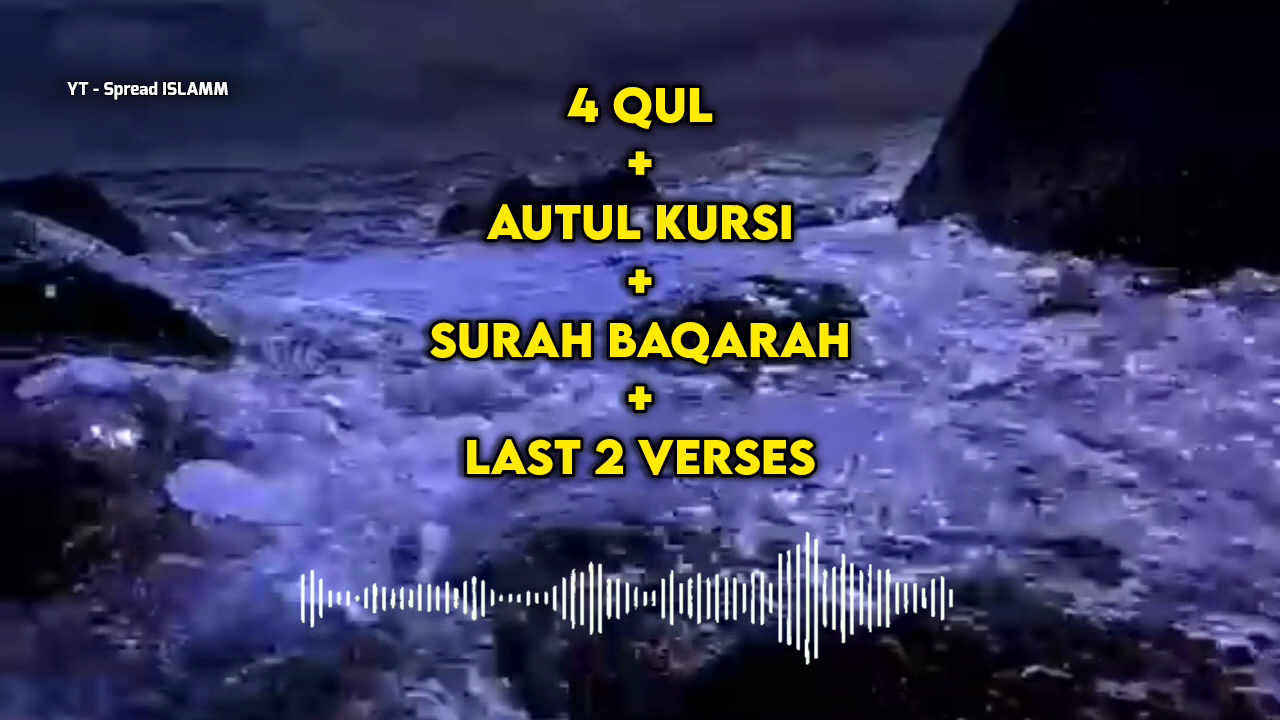 YT - Spread ISLAMM
4 QUL
+
AUTUL KURSI
+
SURAH BAQARAH
+
LAST 2 VERSES